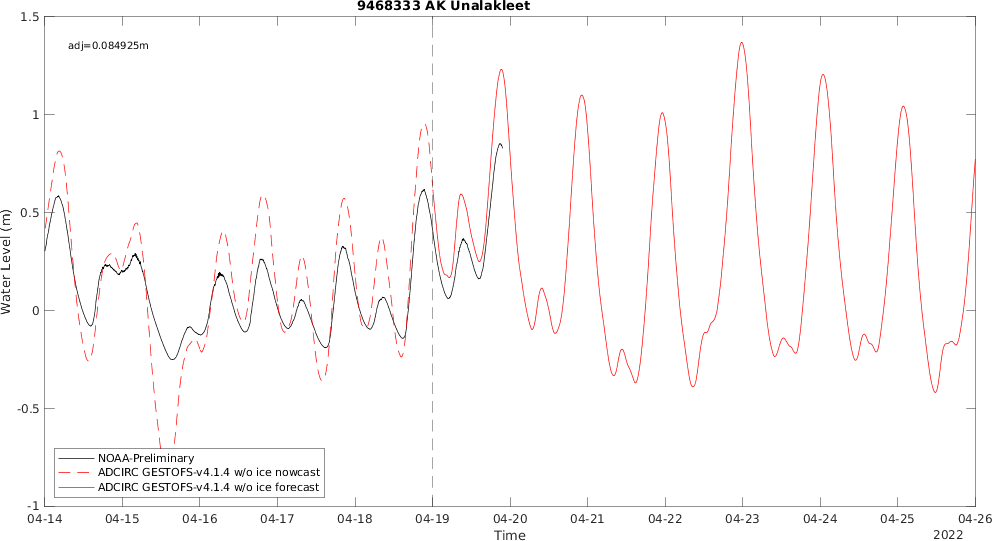 9468333 AK Unalakleet
adj=0.084925m
1.5
1
0.5
0
-0.5
-1
Water Level (m)
NOAA-Preliminary
ADCIRC GESTOFS-v4.1.4 w/o ice nowcast
ADCIRC GESTOFS-v4.1.4 w/o ice forecast
04-14 04-15 04-16 04-17 04-18 04-19 04-20 04-21 04-22 04-23 04-24 04-25 04-26
Time
2022